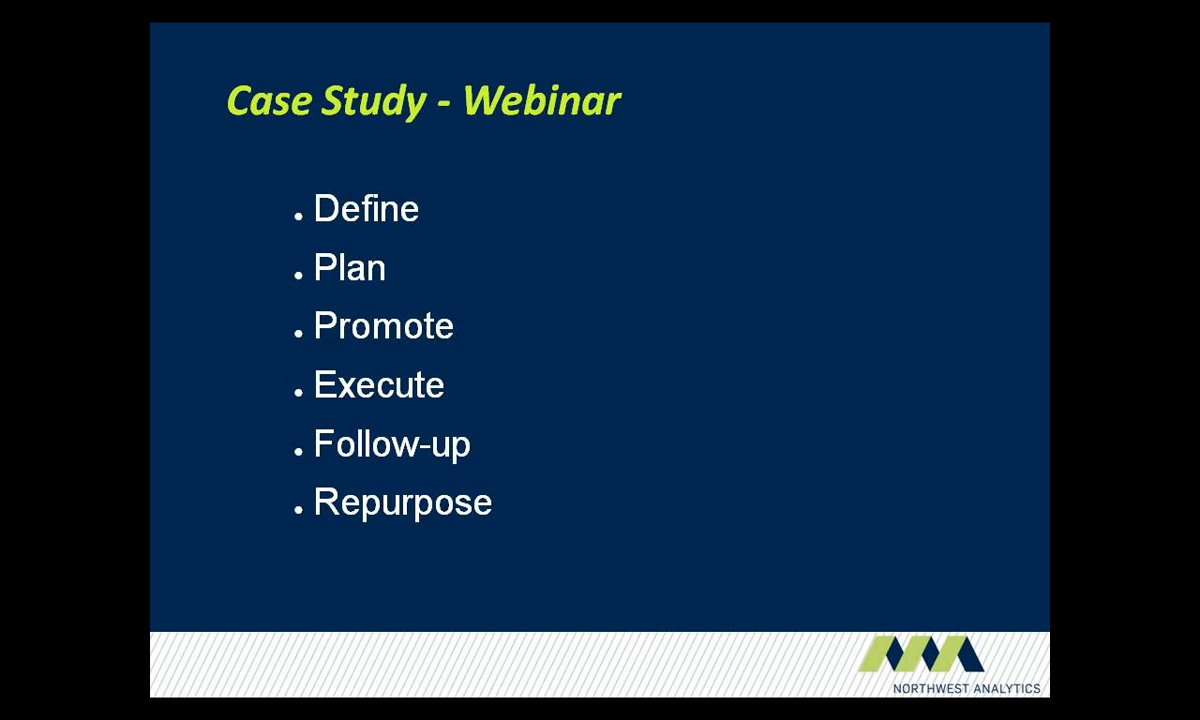 Case Study - Webinar
• Define
• Plan
• Promote
• Execute
• Follow-up
• Repurpose
NORTHWEST ANALYTICS